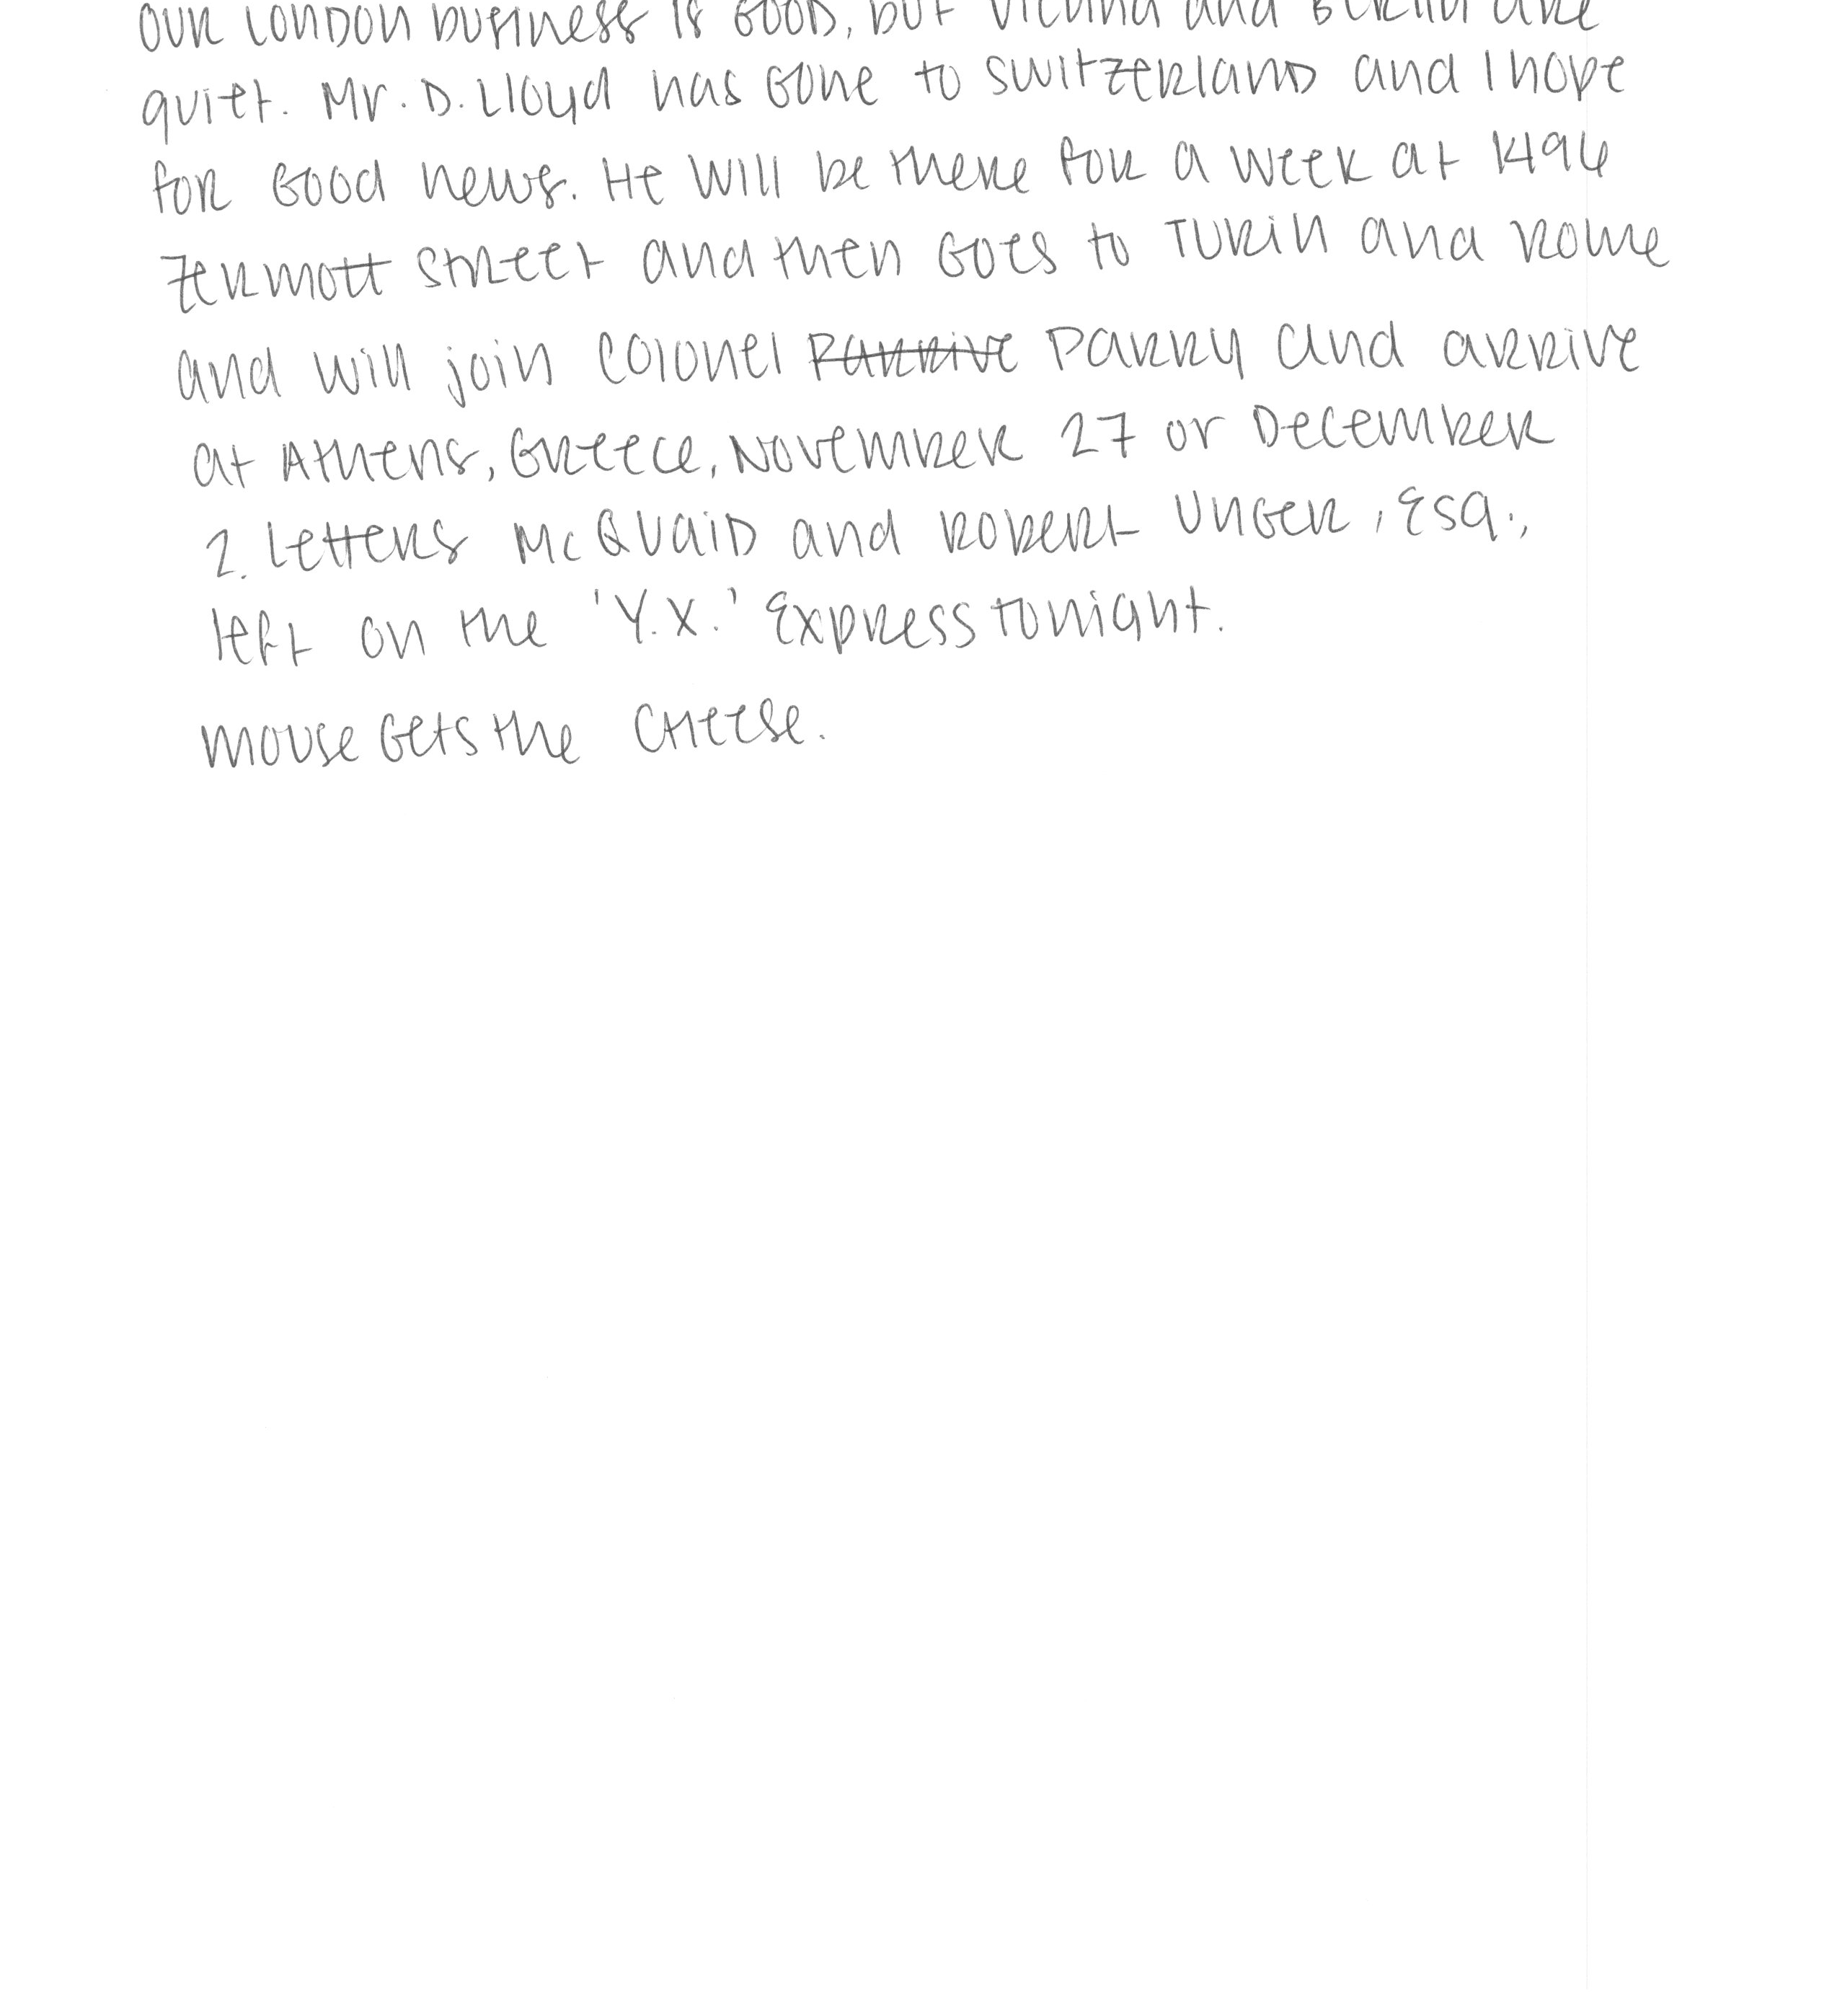 our London business is good, but Vienna and Berlin are
quiet. Mr. D. Lloyd has gone to Switzerland and I hope
for good news. He will be there for a week at 1496
Zermott Street and then goes to Turin and Rome
and will join Colonel Parrive Parry and arrive
at Athens, Greece, November 27 or December
2. Letters McQuaid and Robert Unger, Esq.,
left on the 'Y.X.' Express tonight.
mouse gets the cheese.